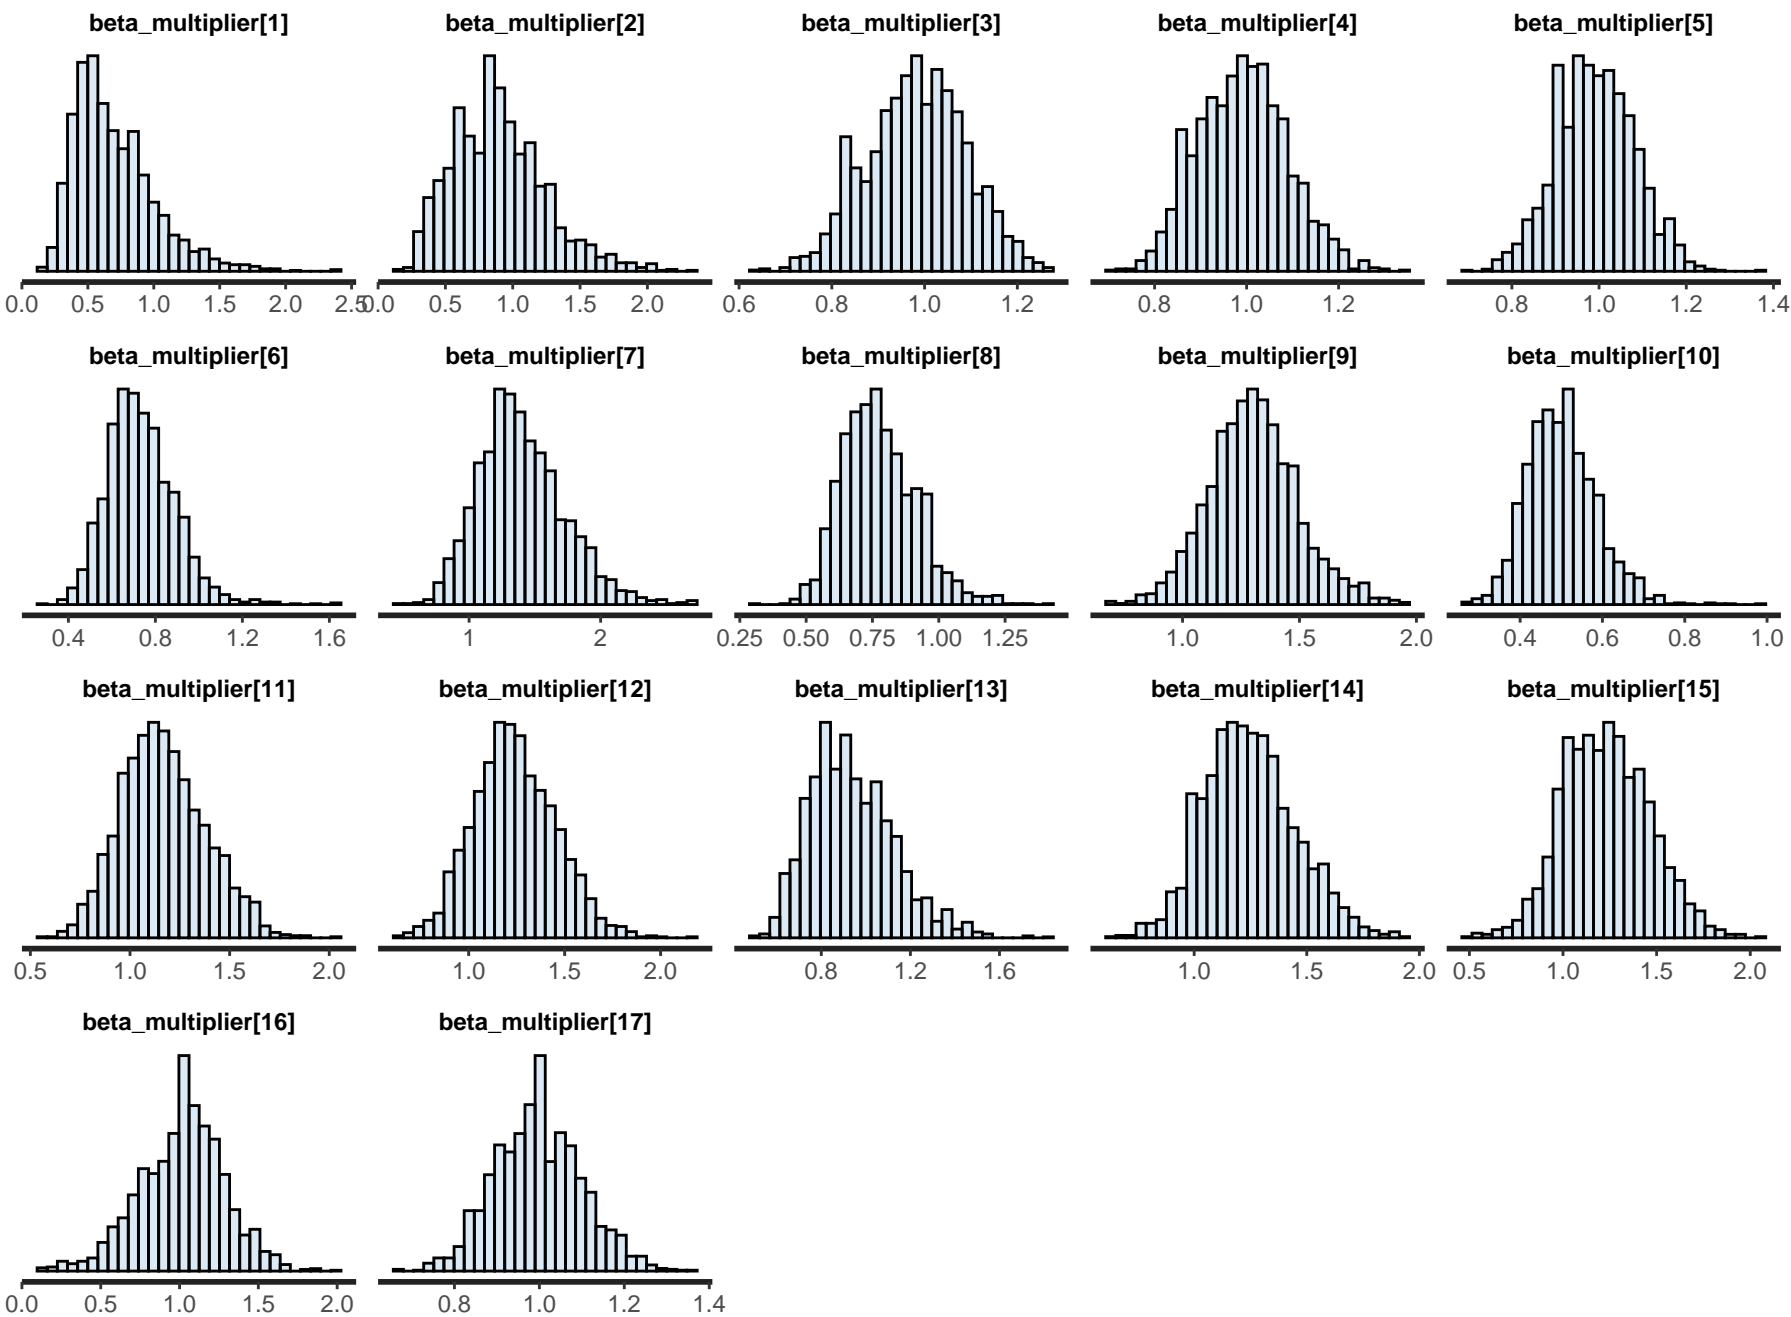 beta_multiplier[1] beta_multiplier[2] beta_multiplier[3] beta_multiplier[4] beta_multiplier[5]
0.0 0.5 1.0 1.5 2.0 2.5 0.0 0.5 1.0 1.5 2.0 0.6 0.8 1.0 1.2 0.8 1.0 1.2 0.8 1.0 1.2 1.4
beta_multiplier[6] beta_multiplier[7] beta_multiplier[8] beta_multiplier[9] beta_multiplier[10]
0.4 0.8 1.2 1.6 1 2 0.25 0.50 0.75 1.00 1.25 1.0 1.5 2.0 0.4 0.6 0.8 1.0
beta_multiplier[11] beta_multiplier[12] beta_multiplier[13] beta_multiplier[14] beta_multiplier[15]
0.5 1.0 1.5 2.0 1.0 1.5 2.0 0.8 1.2 1.6 1.0 1.5 2.0 0.5 1.0 1.5 2.0
beta_multiplier[16] beta_multiplier[17]
0.0 0.5 1.0 1.5 2.0 0.8 1.0 1.2 1.4